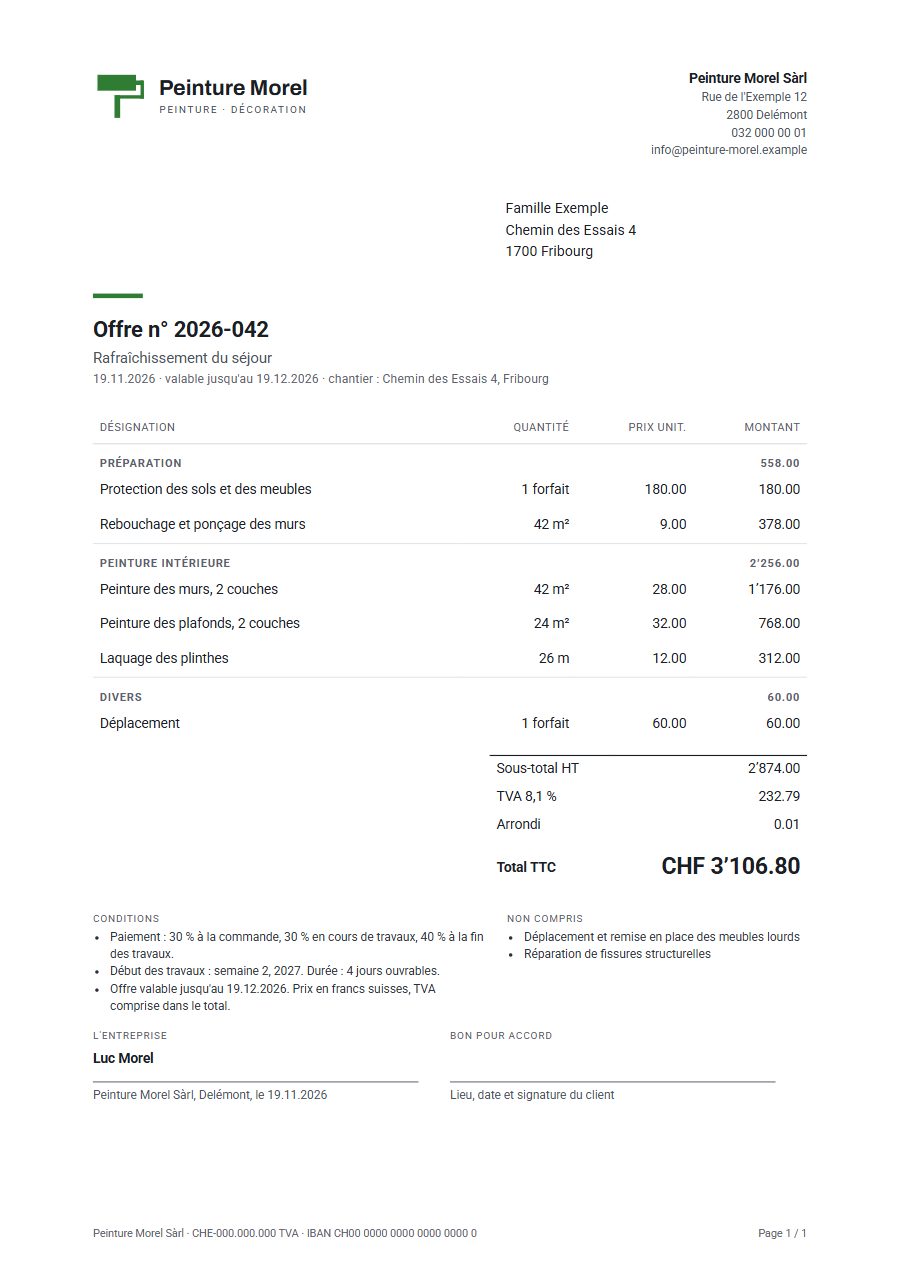 Peinture Morel
PEINTURE · DÉCORATION
Peinture Morel Sàrl
Rue de l'Exemple 12
2800 Delémont
032 000 00 01
info@peinture-morel.example
Famille Exemple
Chemin des Essais 4
1700 Fribourg
Offre n° 2026-042
Rafraîchissement du séjour
19.11.2026 · valable jusqu'au 19.12.2026 · chantier : Chemin des Essais 4, Fribourg
DÉSIGNATION QUANTITÉ PRIX UNIT. MONTANT
PRÉPARATION 558.00
Protection des sols et des meubles 1 forfait 180.00 180.00
Rebouchage et ponçage des murs 42 m² 9.00 378.00
PEINTURE INTÉRIEURE 2’256.00
Peinture des murs, 2 couches 42 m² 28.00 1’176.00
Peinture des plafonds, 2 couches 24 m² 32.00 768.00
Laquage des plinthes 26 m 12.00 312.00
DIVERS 60.00
Déplacement 1 forfait 60.00 60.00
Sous-total HT 2’874.00
TVA 8,1 % 232.79
Arrondi 0.01
Total TTC CHF 3’106.80
CONDITIONS
• Paiement : 30 % à la commande, 30 % en cours de travaux, 40 % à la fin
des travaux.
• Début des travaux : semaine 2, 2027. Durée : 4 jours ouvrables.
• Offre valable jusqu'au 19.12.2026. Prix en francs suisses, TVA
comprise dans le total.
NON COMPRIS
• Déplacement et remise en place des meubles lourds
• Réparation de fissures structurelles
L'ENTREPRISE
Luc Morel
Peinture Morel Sàrl, Delémont, le 19.11.2026
BON POUR ACCORD
Lieu, date et signature du client
Peinture Morel Sàrl · CHE-000.000.000 TVA · IBAN CH00 0000 0000 0000 0000 0
Page 1 / 1